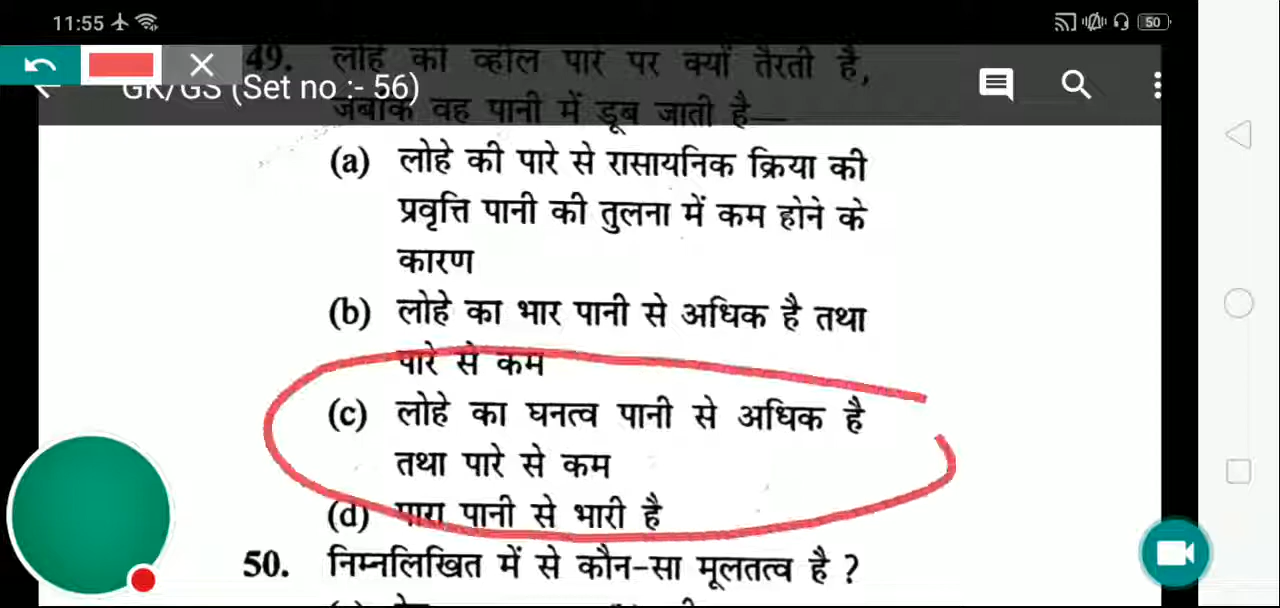 11:55
50
49. लोहे की व्हील पारे पर क्यों तैरती है,
GK/GS (Set no :- 56)
जबकि वह पानी में डूब जाती है—
(a) लोहे की पारे से रासायनिक क्रिया की
प्रवृत्ति पानी की तुलना में कम होने के
कारण
(b) लोहे का भार पानी से अधिक है तथा
पारे से कम
(c) लोहे का घनत्व पानी से अधिक है
तथा पारे से कम
(d) पारा पानी से भारी है
50. निम्नलिखित में से कौन-सा मूलतत्व है ?